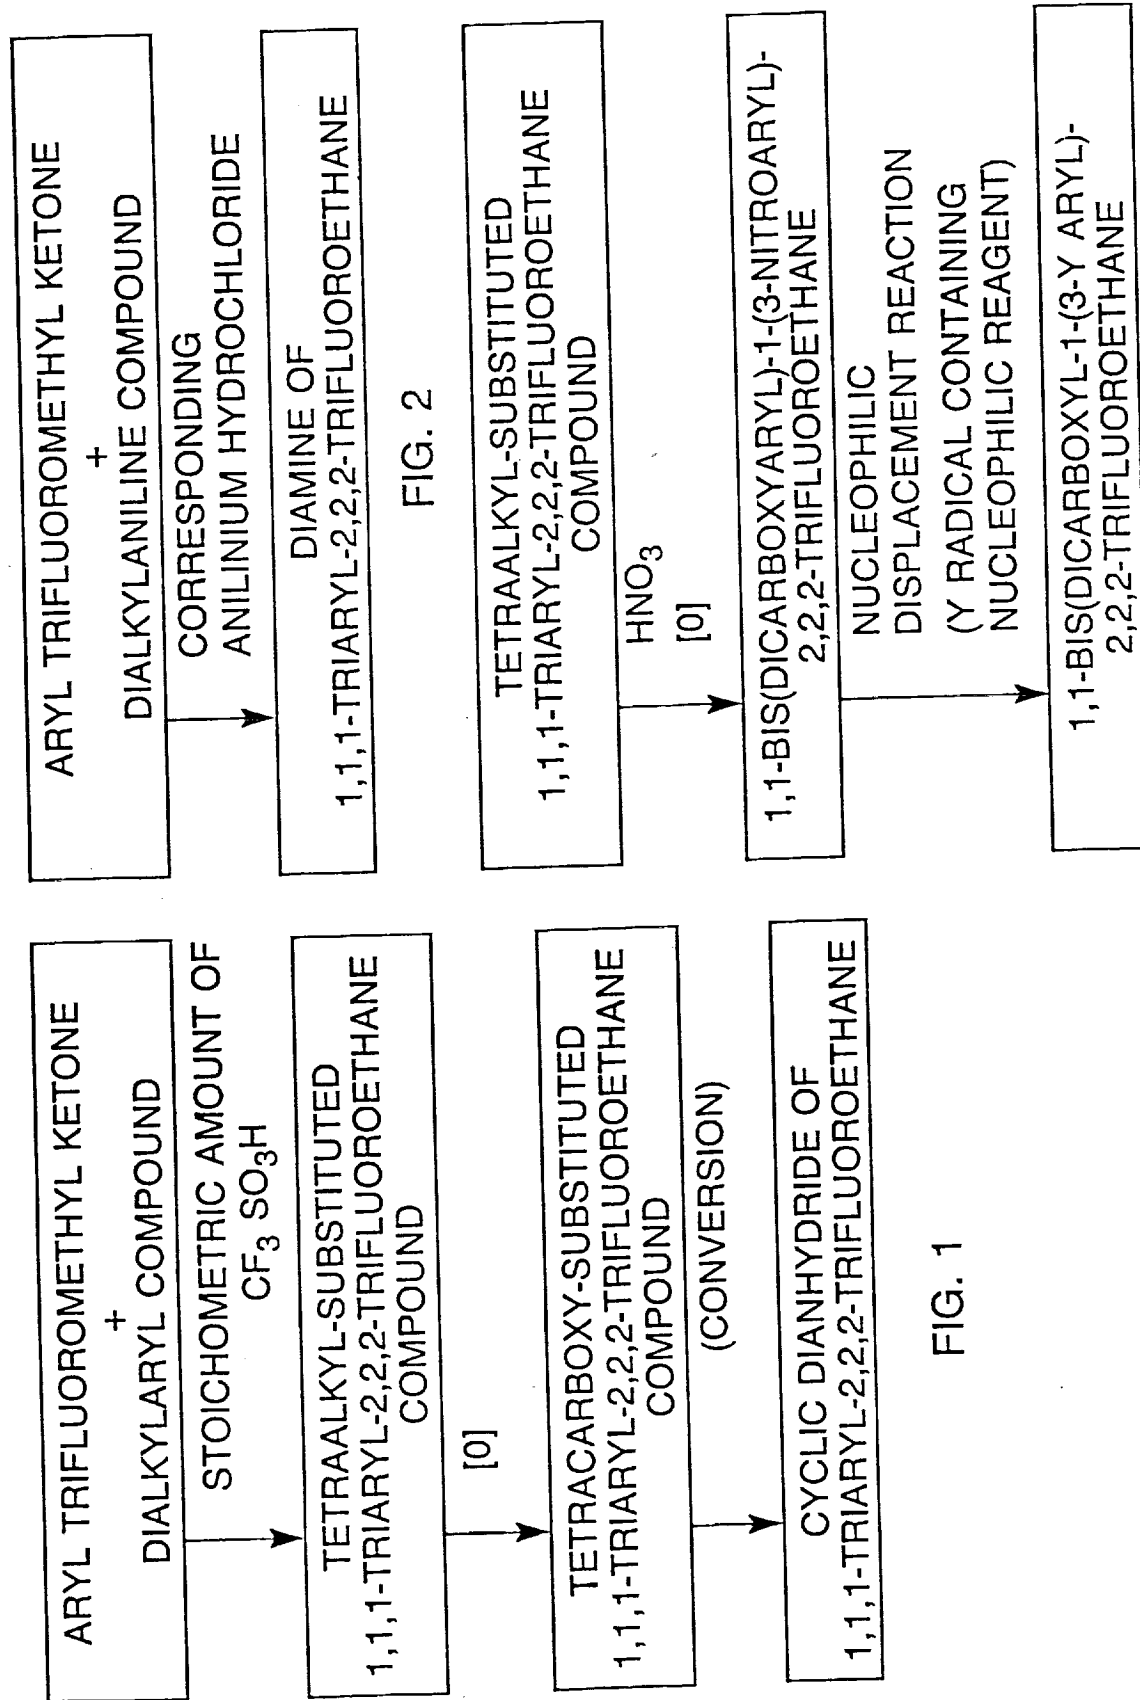 ARYL TRIFLUOROMETHYL KETONE
+
DIALKYLARYL COMPOUND
STOICHOMETRIC AMOUNT OF
CF3 SO3H
TETRAALKYL-SUBSTITUTED
1,1,1-TRIARYL-2,2,2-TRIFLUOROETHANE
COMPOUND
[0]
TETRACARBOXY-SUBSTITUTED
1,1,1-TRIARYL-2,2,2-TRIFLUOROETHANE
COMPOUND
(CONVERSION)
CYCLIC DIANHYDRIDE OF
1,1,1-TRIARYL-2,2,2-TRIFLUOROETHANE
FIG. 1
ARYL TRIFLUOROMETHYL KETONE
+
DIALKYLANILINE COMPOUND
CORRESPONDING
ANILINIUM HYDROCHLORIDE
DIAMINE OF
1,1,1-TRIARYL-2,2,2-TRIFLUOROETHANE
FIG. 2
TETRAALKYL-SUBSTITUTED
1,1,1-TRIARYL-2,2,2-TRIFLUOROETHANE
COMPOUND
HNO3
[0]
1,1-BIS(DICARBOXYARYL)-1-(3-NITROARYL)-
2,2,2-TRIFLUOROETHANE
NUCLEOPHILIC
DISPLACEMENT REACTION
(Y RADICAL CONTAINING
NUCLEOPHILIC REAGENT)
1,1-BIS(DICARBOXYL-1-(3-Y ARYL)-
2,2,2-TRIFLUOROETHANE